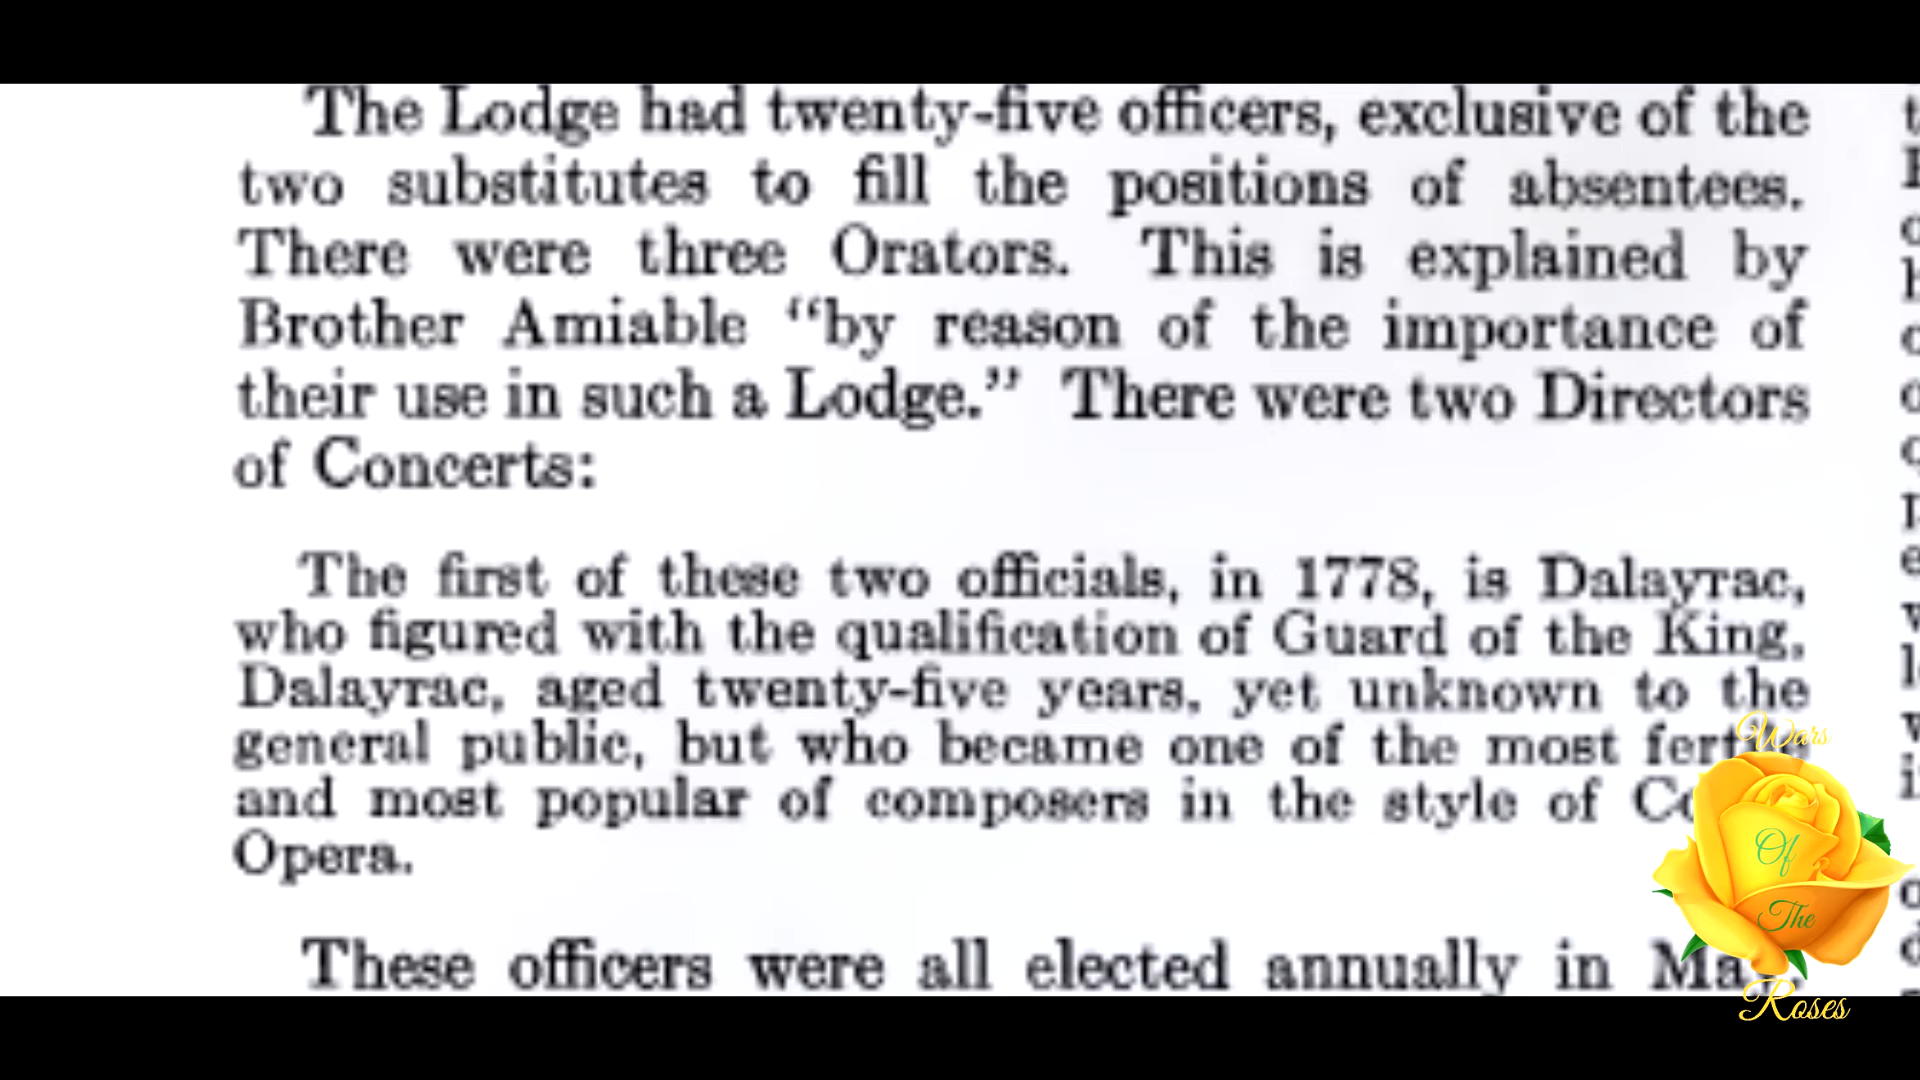 The Lodge had twenty-five officers, exclusive of the
two substitutes to fill the positions of absentees.
There were three Orators. This is explained by
Brother Amiable “by reason of the importance of
their use in such a Lodge.” There were two Directors
of Concerts:
The first of these two officials, in 1778, is Dalayrac,
who figured with the qualification of Guard of the King.
Dalayrac, aged twenty-five years, yet unknown to the
general public, but who became one of the most
and most popular of composers in the style of
Opera.
These officers were all elected annually in May.
Wars
Of
The
Roses